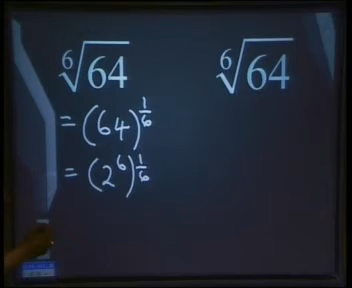 ⁶√64 ⁶√64
= (64)^(1/6)
= (2⁶)^(1/6)